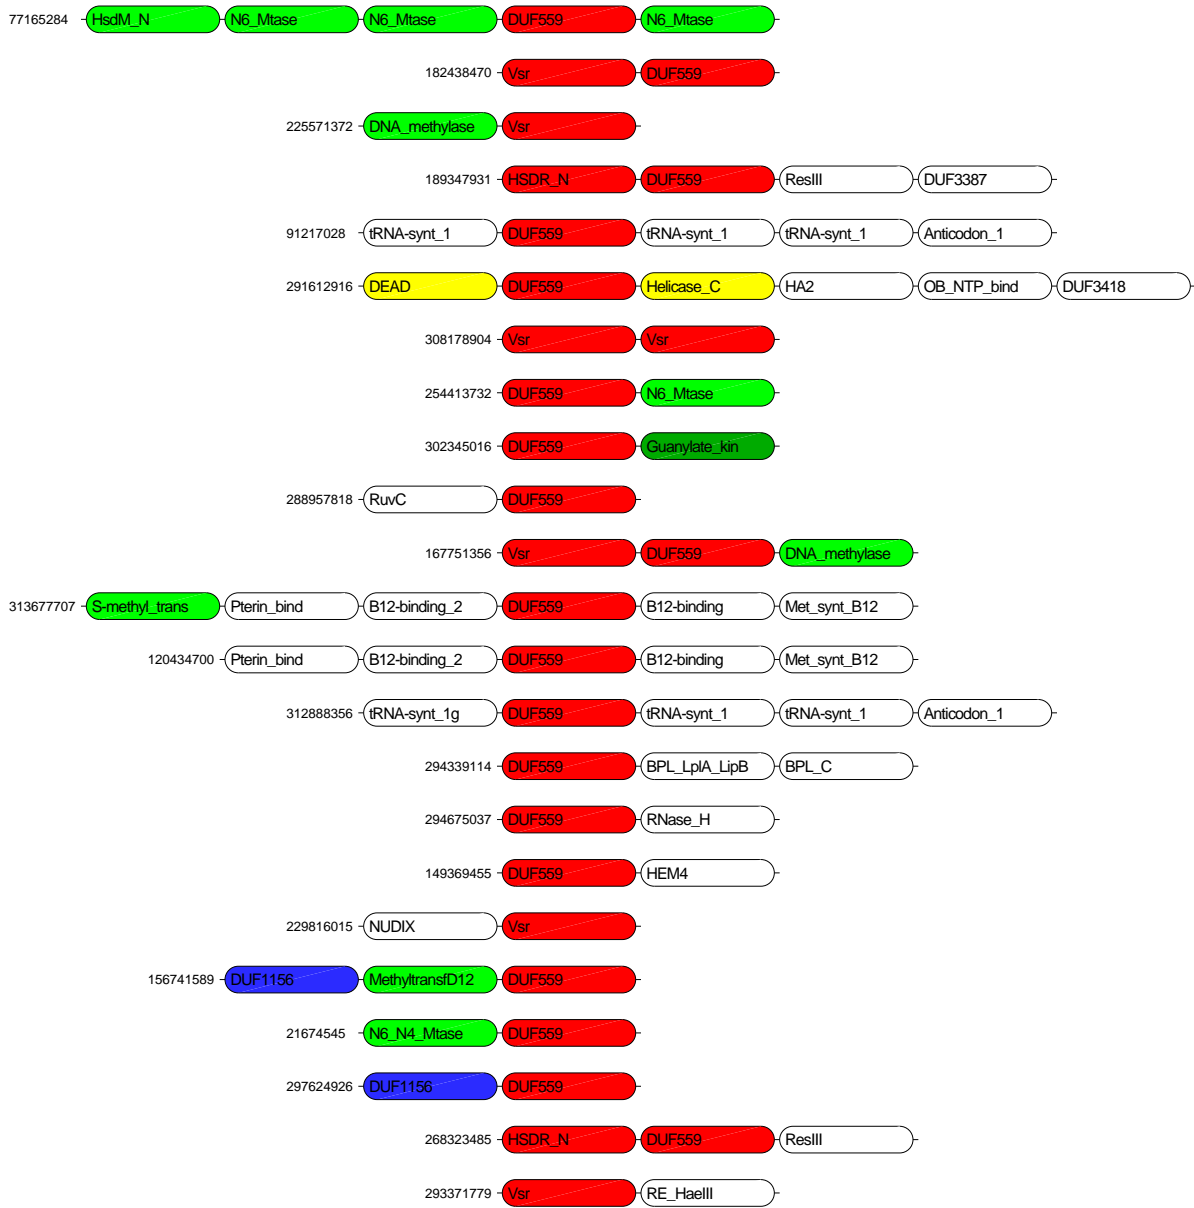 77165284 HsdM_N N6_Mtase N6_Mtase DUF559 N6_Mtase
182438470 Vsr DUF559
225571372 DNA_methylase Vsr
189347931 HSDR_N DUF559 ResIII DUF3387
91217028 tRNA-synt_1 DUF559 tRNA-synt_1 tRNA-synt_1 Anticodon_1
291612916 DEAD DUF559 Helicase_C HA2 OB_NTP_bind DUF3418
308178904 Vsr Vsr
254413732 DUF559 N6_Mtase
302345016 DUF559 Guanylate_kin
288957818 RuvC DUF559
167751356 Vsr DUF559 DNA_methylase
313677707 S-methyl_trans Pterin_bind B12-binding_2 DUF559 B12-binding Met_synt_B12
120434700 Pterin_bind B12-binding_2 DUF559 B12-binding Met_synt_B12
312888356 tRNA-synt_1g DUF559 tRNA-synt_1 tRNA-synt_1 Anticodon_1
294339114 DUF559 BPL_LplA_LipB BPL_C
294675037 DUF559 RNase_H
149369455 DUF559 HEM4
229816015 NUDIX Vsr
156741589 DUF1156 MethyltransfD12 DUF559
21674545 N6_N4_Mtase DUF559
297624926 DUF1156 DUF559
268323485 HSDR_N DUF559 ResIII
293371779 Vsr RE_HaeIII